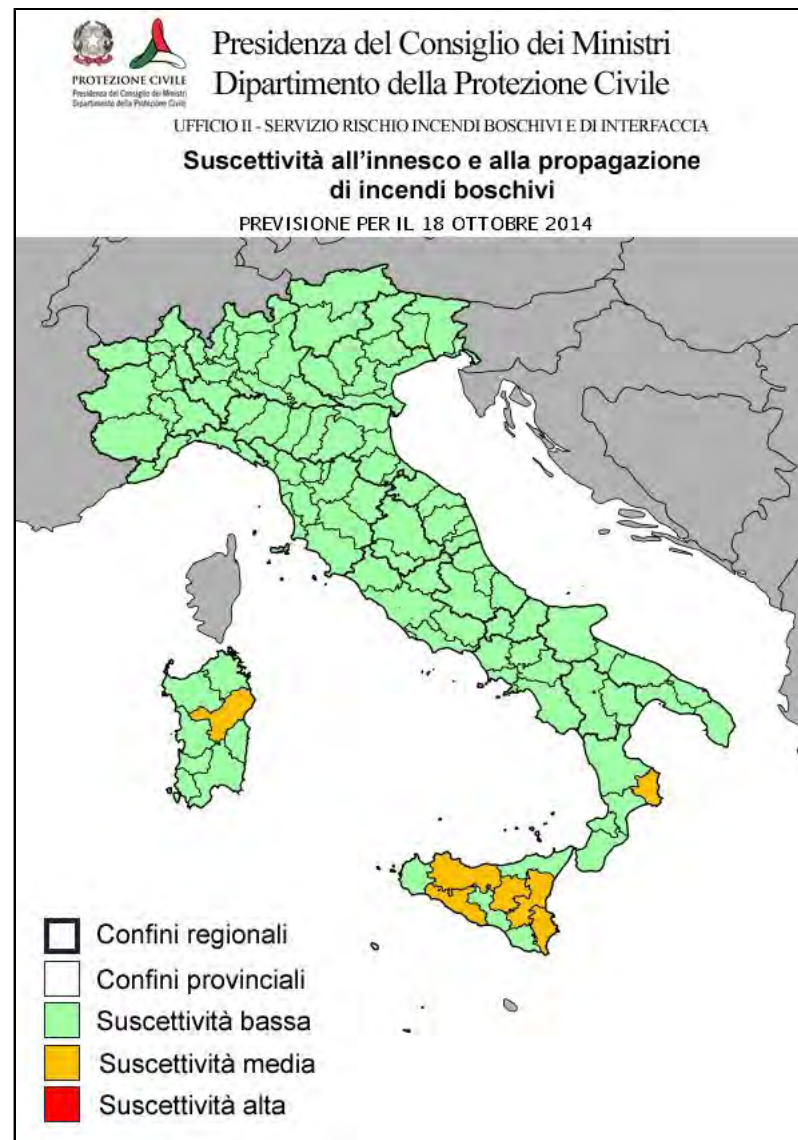 PROTEZIONE CIVILE
Presidenza del Consiglio dei Ministri
Dipartimento della Protezione Civile
Presidenza del Consiglio dei Ministri
Dipartimento della Protezione Civile
UFFICIO II - SERVIZIO RISCHIO INCENDI BOSCHIVI E DI INTERFACCIA
Suscettività all'innesco e alla propagazione
di incendi boschivi
PREVISIONE PER IL 18 OTTOBRE 2014
Confini regionali
Confini provinciali
Suscettività bassa
Suscettività media
Suscettività alta